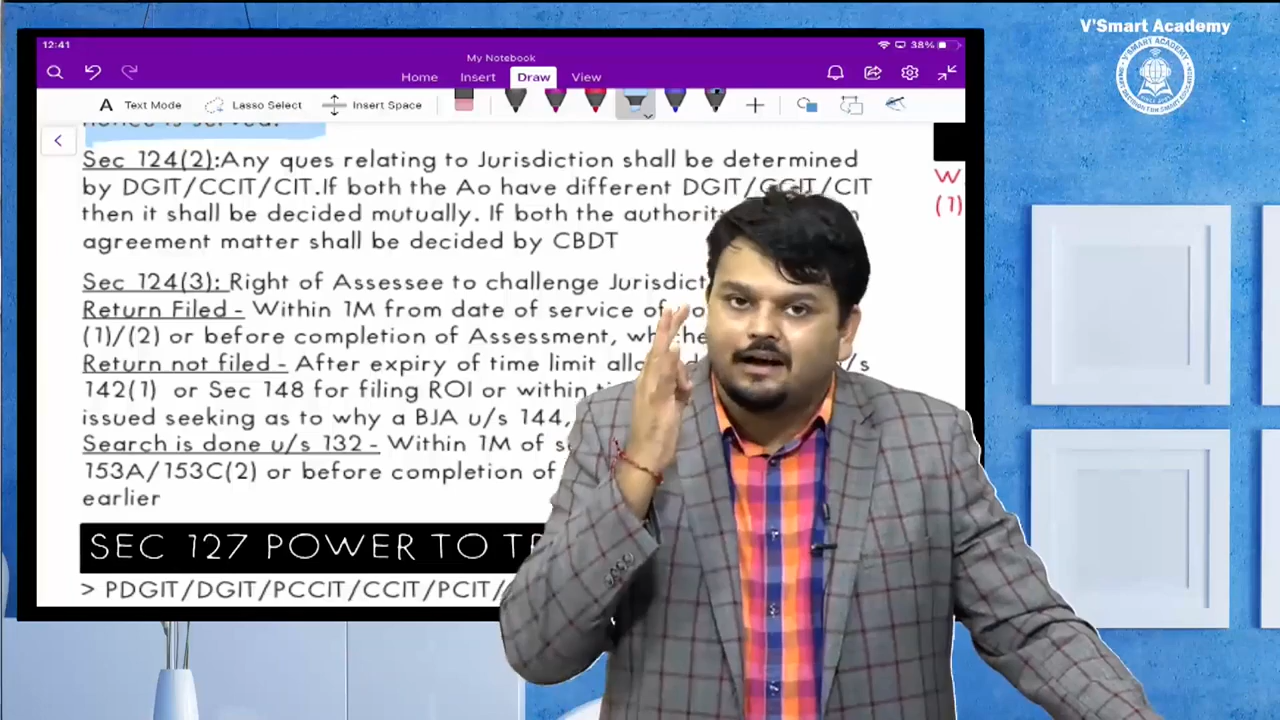 V'Smart Academy
12:41
38%
My Notebook
Home Insert Draw View
Text Mode Lasso Select Insert Space
notice is served.
Sec 124(2):Any ques relating to Jurisdiction shall be determined
by DGIT/CCIT/CIT.If both the Ao have different DGIT/CCIT/CIT
then it shall be decided mutually. If both the authority
agreement matter shall be decided by CBDT
W
(1)
Sec 124(3): Right of Assessee to challenge
Return Filed - Within 1M from date of service of
(1)/(2) or before completion of Assessment,
Return not filed - After expiry of time limit
142(1) or Sec 148 for filing ROI or within
issued seeking as to why a BJA u/s 144,
Search is done u/s 132 - Within 1M of
153A/153C(2) or before completion of
earlier
SEC 127 POWER TO
> PDGIT/DGIT/PCCIT/CCIT/PCIT/